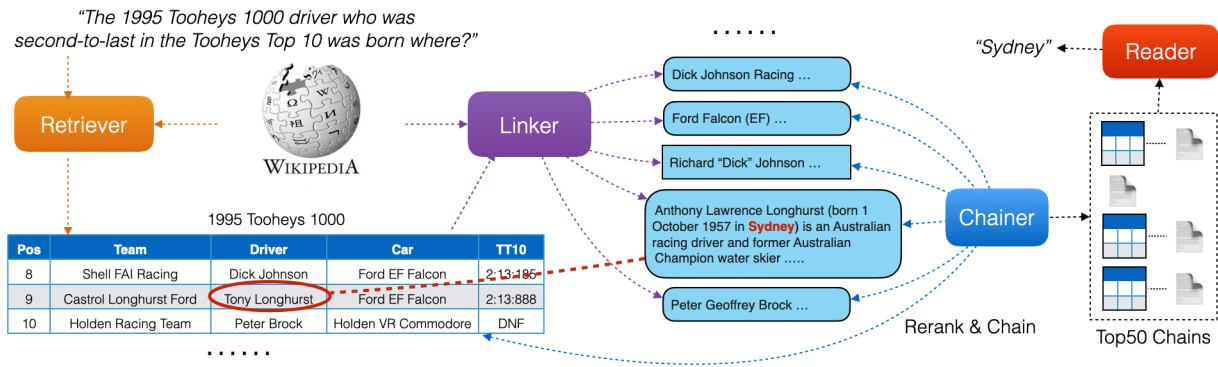 “The 1995 Tooheys 1000 driver who was
second-to-last in the Tooheys Top 10 was born where?”
Retriever
WIKIPEDIA
Linker
......
Dick Johnson Racing ...
Ford Falcon (EF) ...
Richard “Dick” Johnson ...
Anthony Lawrence Longhurst (born 1
October 1957 in Sydney) is an Australian
racing driver and former Australian
Champion water skier .....
Peter Geoffrey Brock ...
Chainer
Rerank & Chain
“Sydney”
Reader
Top50 Chains
1995 Tooheys 1000
Pos Team Driver Car TT10
8 Shell FAI Racing Dick Johnson Ford EF Falcon 2:13:185
9 Castrol Longhurst Ford Tony Longhurst Ford EF Falcon 2:13:888
10 Holden Racing Team Peter Brock Holden VR Commodore DNF
......